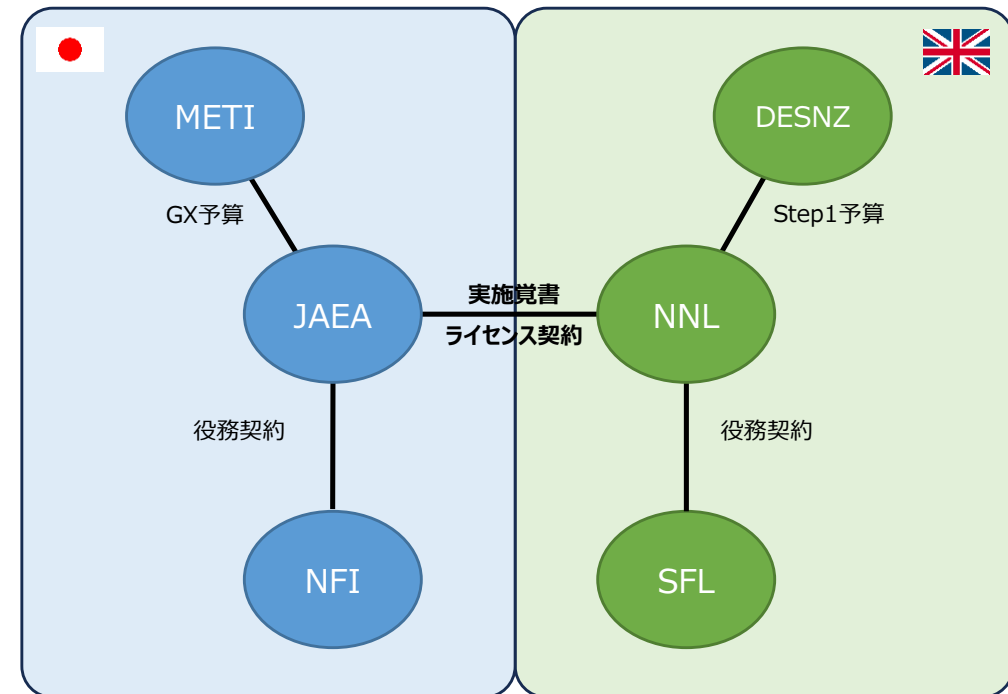 METI
DESNZ
GX予算
Step1予算
実施覚書
JAEA
NNL
ライセンス契約
役務契約
役務契約
NFI
SFL